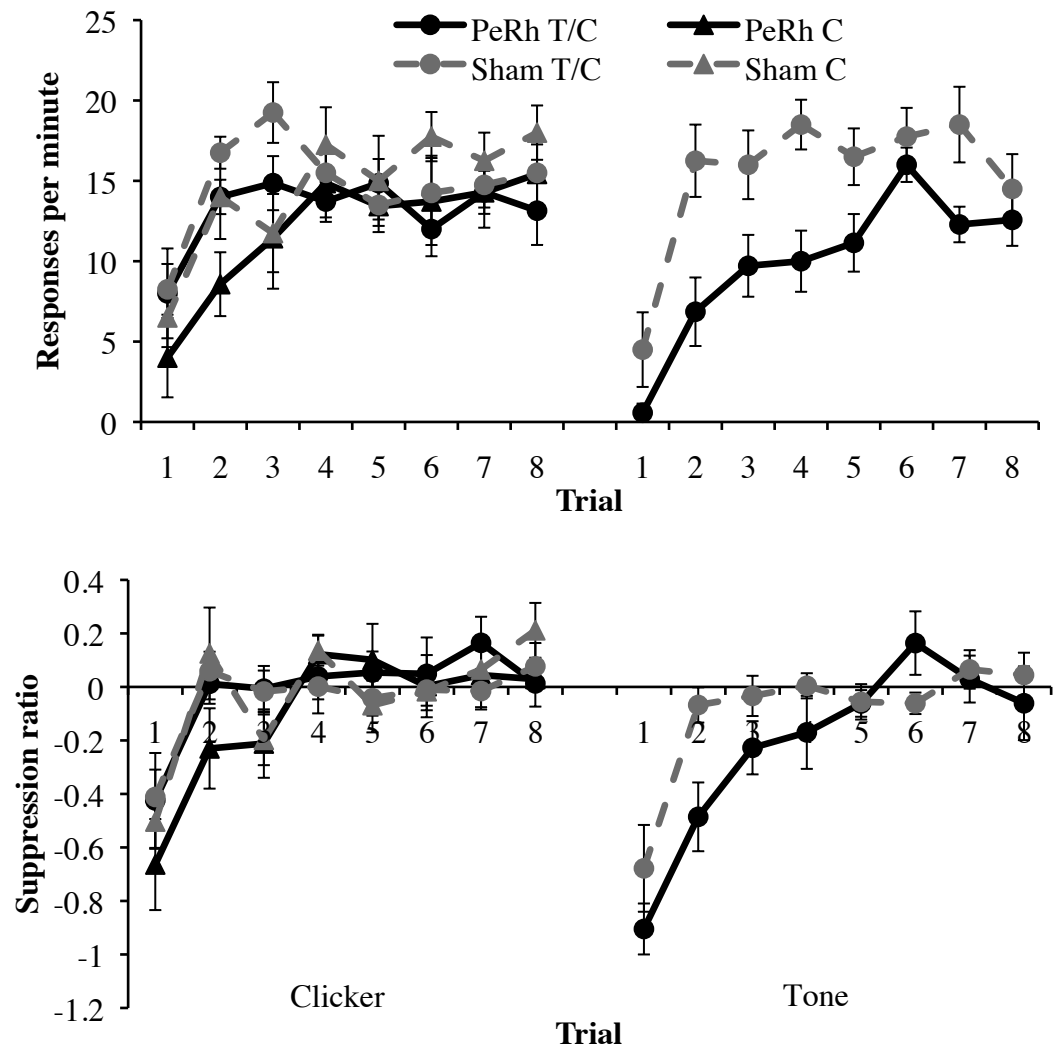 25
20
15
10
5
0
Responses per minute
PeRh T/C PeRh C
Sham T/C Sham C
1 2 3 4 5 6 7 8 1 2 3 4 5 6 7 8
Trial
0.4
0.2
0
-0.2
-0.4
-0.6
-0.8
-1
-1.2
Suppression ratio
1 2 3 4 5 6 7 8 1 2 3 4 5 6 7 8
Clicker Tone
Trial